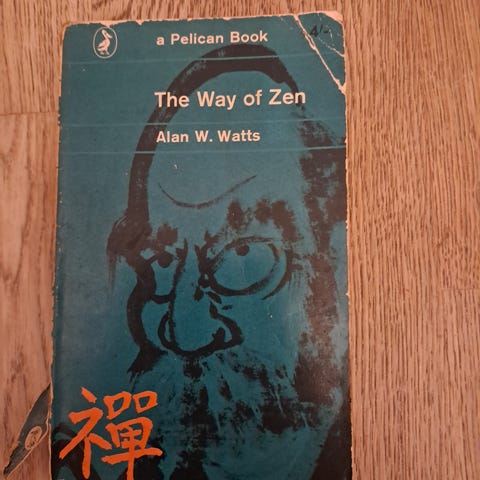 a Pelican Book
4/-
The Way of Zen
Alan W. Watts
禪